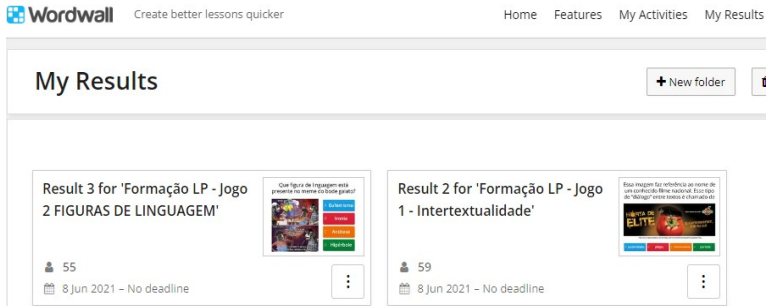 Wordwall Create better lessons quicker Home Features My Activities My Results
My Results
+ New folder
Result 3 for 'Formação LP - Jogo
2 FIGURAS DE LINGUAGEM'
Que figura de linguagem está
presente no meme do bode gaiato?
Eufemismo
Ironia
Antítese
Hipérbole
55
8 Jun 2021 – No deadline
Result 2 for 'Formação LP - Jogo
1 - Intertextualidade'
Essa imagem faz referência ao nome de
um conhecido filme nacional. Esse tipo
de "diálogo" entre textos é chamado de
ELITE
59
8 Jun 2021 – No deadline